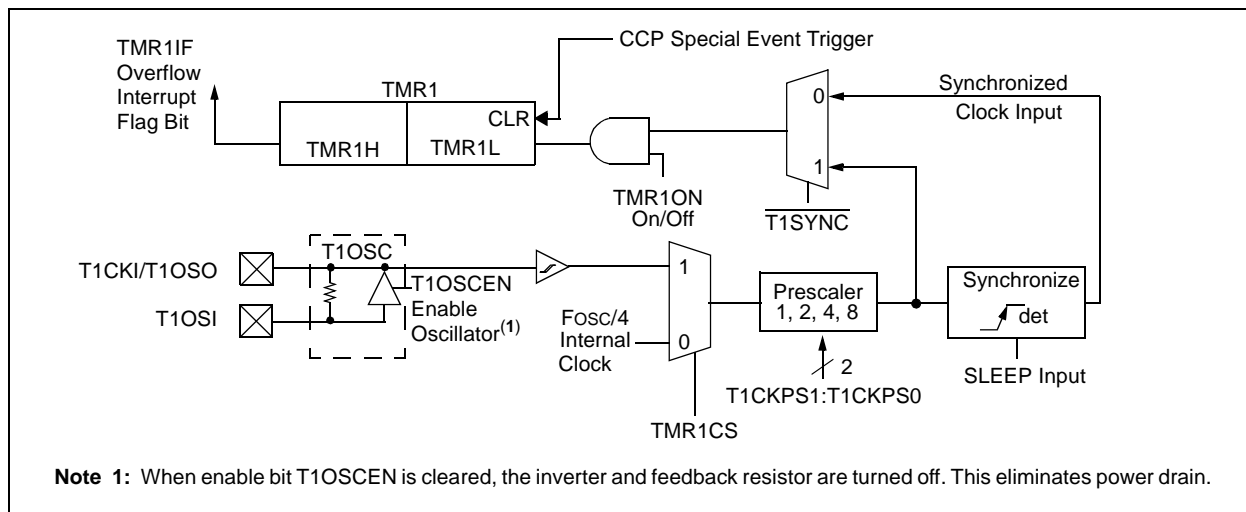 TMR1IF
Overflow
Interrupt
Flag Bit
CCP Special Event Trigger
TMR1
CLR
TMR1H
TMR1L
TMR1ON
On/Off
0
1
T1SYNC
Synchronized
Clock Input
T1CKI/T1OSO
T1OSI
T1OSC
T1OSCEN
Enable
Oscillator(1)
FOSC/4
Internal
Clock
1
0
TMR1CS
Prescaler
1, 2, 4, 8
2
T1CKPS1:T1CKPS0
Synchronize
det
SLEEP Input
Note 1: When enable bit T1OSCEN is cleared, the inverter and feedback resistor are turned off. This eliminates power drain.